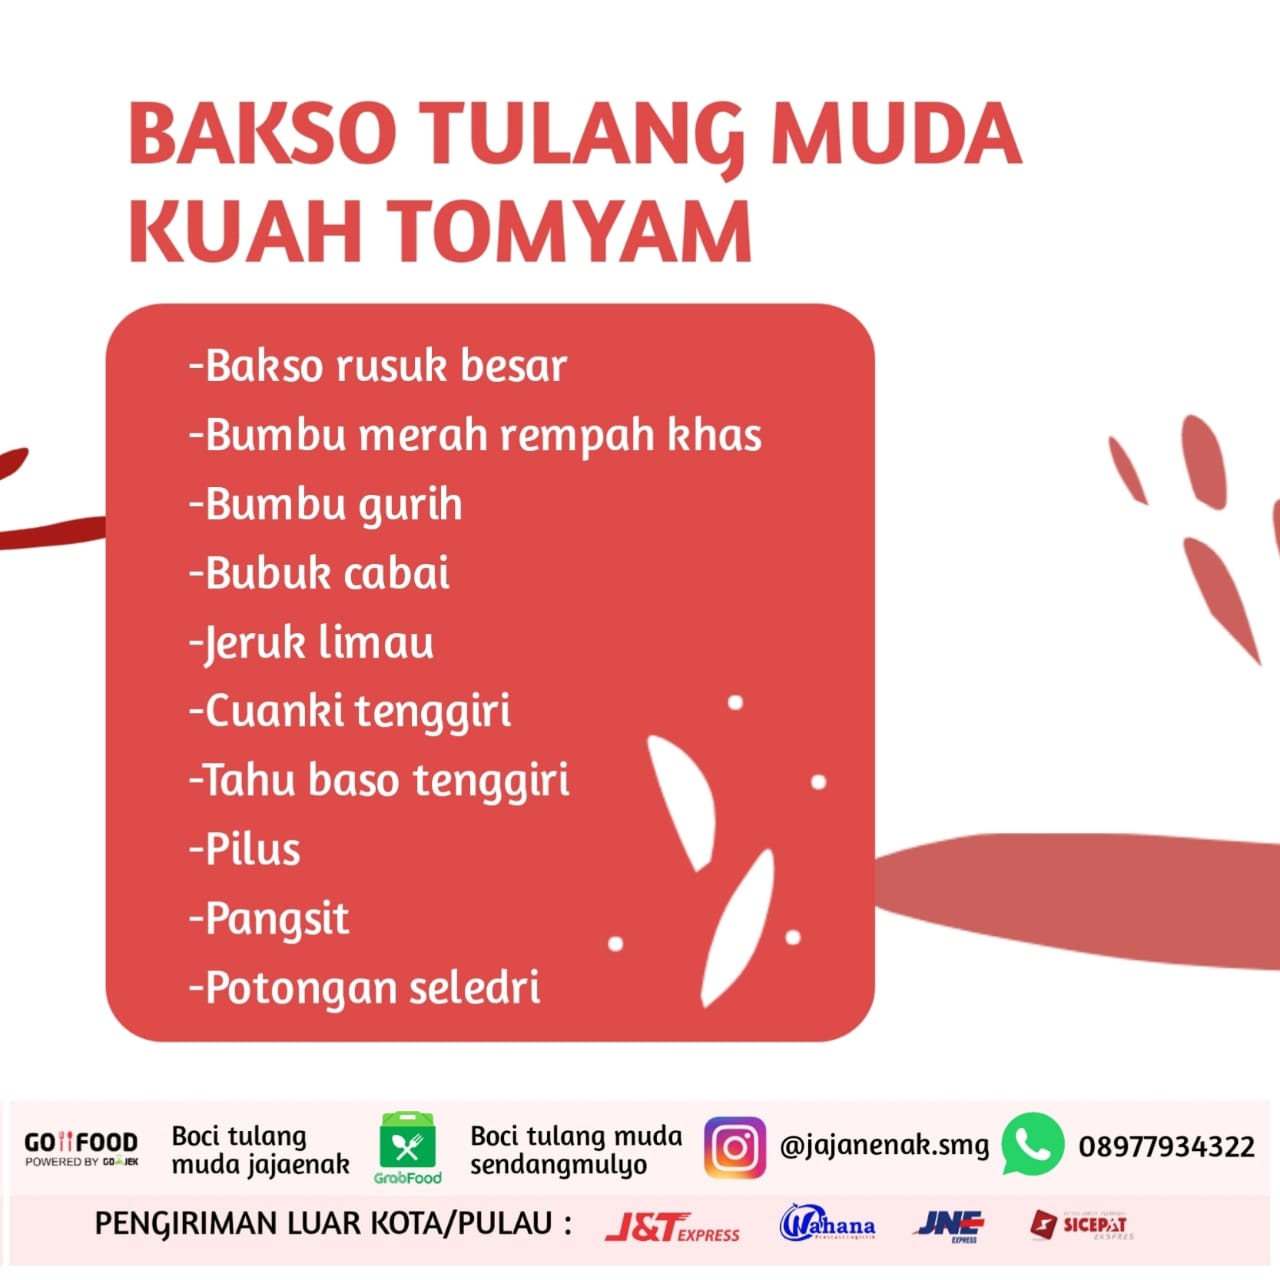 BAKSO TULANG MUDA
KUAH TOMYAM
-Bakso rusuk besar
-Bumbu merah rempah khas
-Bumbu gurih
-Bubuk cabai
-Jeruk limau
-Cuanki tenggiri
-Tahu baso tenggiri
-Pilus
-Pangsit
-Potongan seledri
GO FOOD
POWERED BY GOJEK
Boci tulang
muda jajaenak
GrabFood
Boci tulang muda
sendangmulyo
@jajanenak.smg
08977934322
PENGIRIMAN LUAR KOTA/PULAU :
J&T EXPRESS
Wahana
Prestasi Logistik
JNE
EXPRESS
SICEPAT
EKSPRES